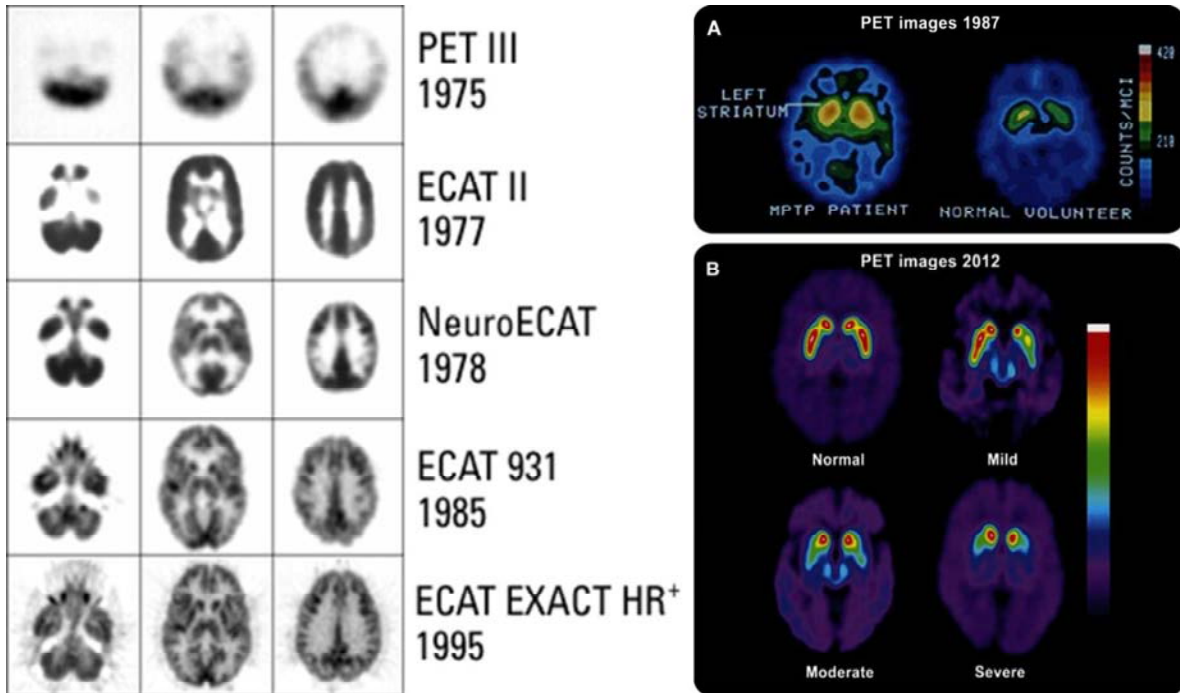 PET III
1975
ECAT II
1977
NeuroECAT
1978
ECAT 931
1985
ECAT EXACT HR⁺
1995
A
PET images 1987
LEFT
STRIATUM
MPTP PATIENT
NORMAL VOLUNTEER
COUNTS/MCI
420
210
B
PET images 2012
Normal
Mild
Moderate
Severe